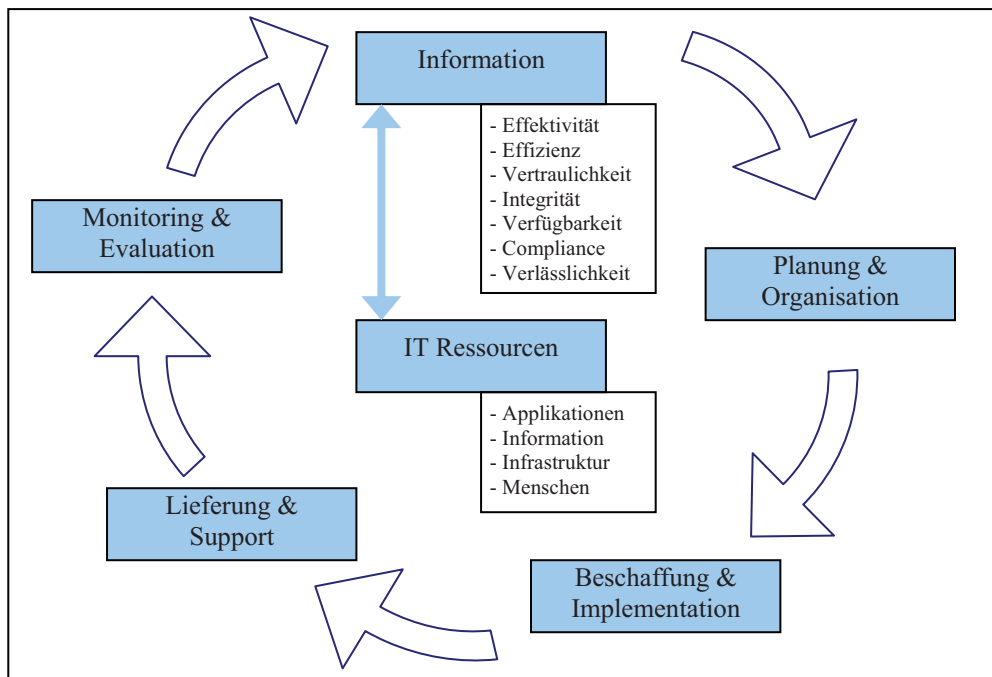 Information
- Effektivität
- Effizienz
- Vertraulichkeit
- Integrität
- Verfügbarkeit
- Compliance
- Verlässlichkeit
Monitoring &
Evaluation
Planung &
Organisation
IT Ressourcen
- Applikationen
- Information
- Infrastruktur
- Menschen
Lieferung &
Support
Beschaffung &
Implementation